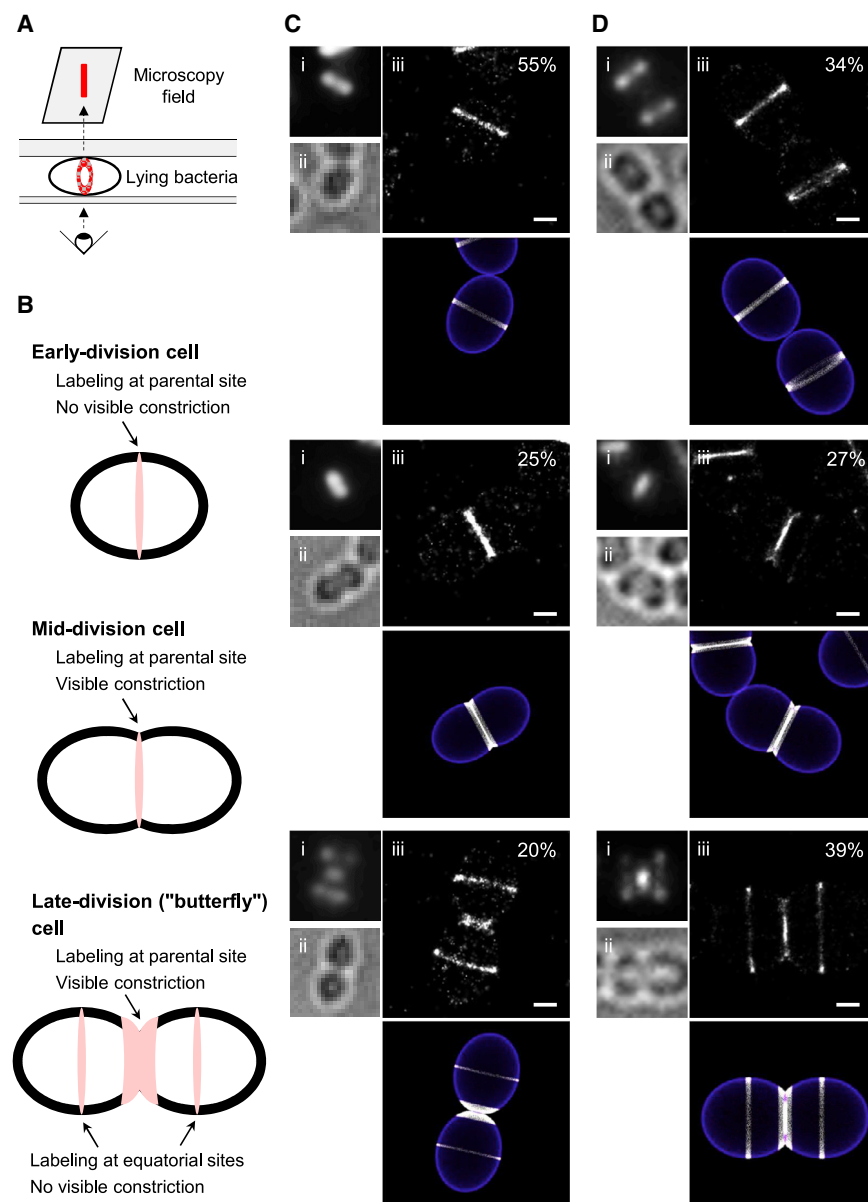 A
Microscopy
field
Lying bacteria
B
Early-division cell
Labeling at parental site
No visible constriction
Mid-division cell
Labeling at parental site
Visible constriction
Late-division ("butterfly")
cell
Labeling at parental site
Visible constriction
Labeling at equatorial sites
No visible constriction
C
i
ii
iii
55%
i
ii
iii
25%
i
ii
iii
20%
D
i
ii
iii
34%
i
ii
iii
27%
i
ii
iii
39%